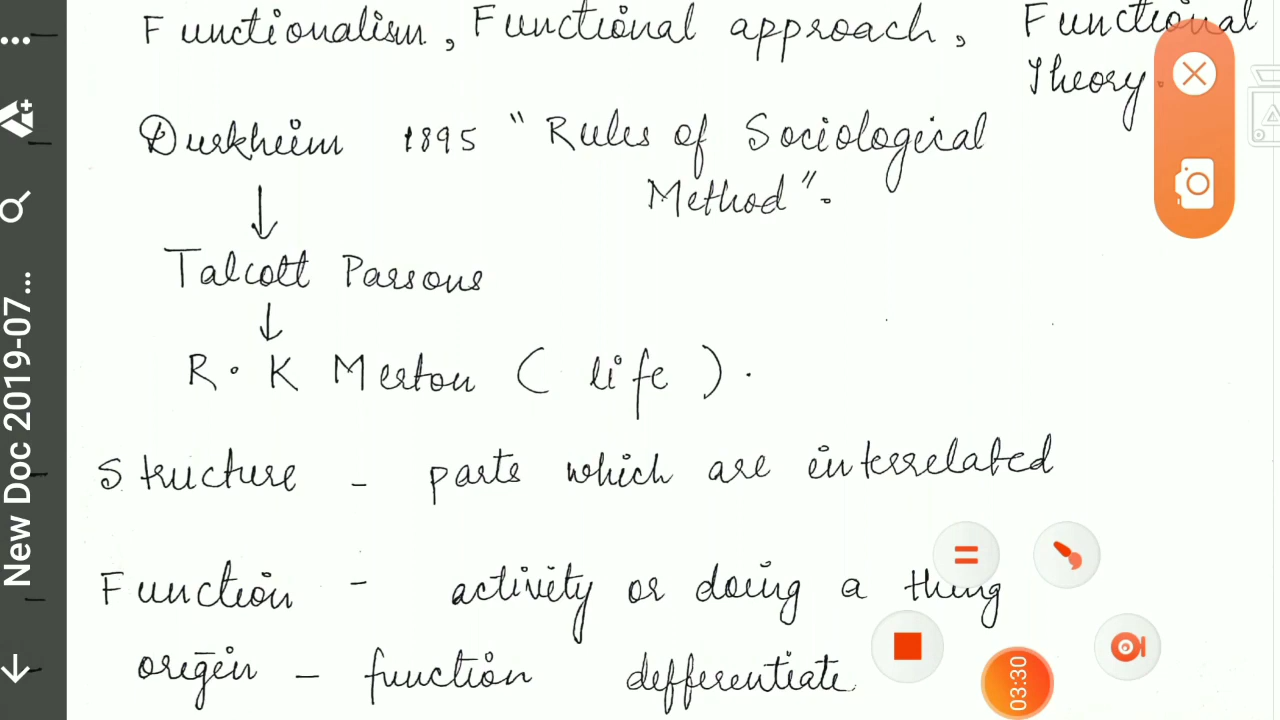 Functionalism, Functional approach, Functional
Theory.
Durkheim 1895 "Rules of Sociological
Method".
↓
Talcott Parsons
↓
R. K Merton (life).
Structure - parts which are interrelated
Function - activity or doing a thing
origin - function differentiate
New Doc 2019-07...
03:30